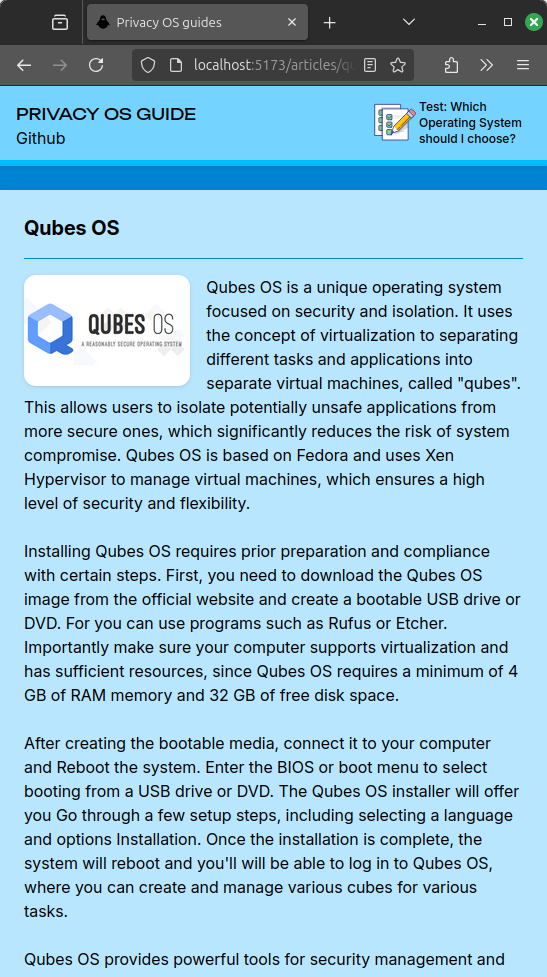 Privacy OS guides
localhost:5173/articles/qu
PRIVACY OS GUIDE
Github
Test: Which
Operating System
should I choose?
Qubes OS
QUBES OS
A REASONABLY SECURE OPERATING SYSTEM
Qubes OS is a unique operating system
focused on security and isolation. It uses
the concept of virtualization to separating
different tasks and applications into
separate virtual machines, called "qubes".
This allows users to isolate potentially unsafe applications from
more secure ones, which significantly reduces the risk of system
compromise. Qubes OS is based on Fedora and uses Xen
Hypervisor to manage virtual machines, which ensures a high
level of security and flexibility.
Installing Qubes OS requires prior preparation and compliance
with certain steps. First, you need to download the Qubes OS
image from the official website and create a bootable USB drive or
DVD. For you can use programs such as Rufus or Etcher.
Importantly make sure your computer supports virtualization and
has sufficient resources, since Qubes OS requires a minimum of 4
GB of RAM memory and 32 GB of free disk space.
After creating the bootable media, connect it to your computer
and Reboot the system. Enter the BIOS or boot menu to select
booting from a USB drive or DVD. The Qubes OS installer will offer
you Go through a few setup steps, including selecting a language
and options Installation. Once the installation is complete, the
system will reboot and you'll will be able to log in to Qubes OS,
where you can create and manage various cubes for various
tasks.
Qubes OS provides powerful tools for security management and